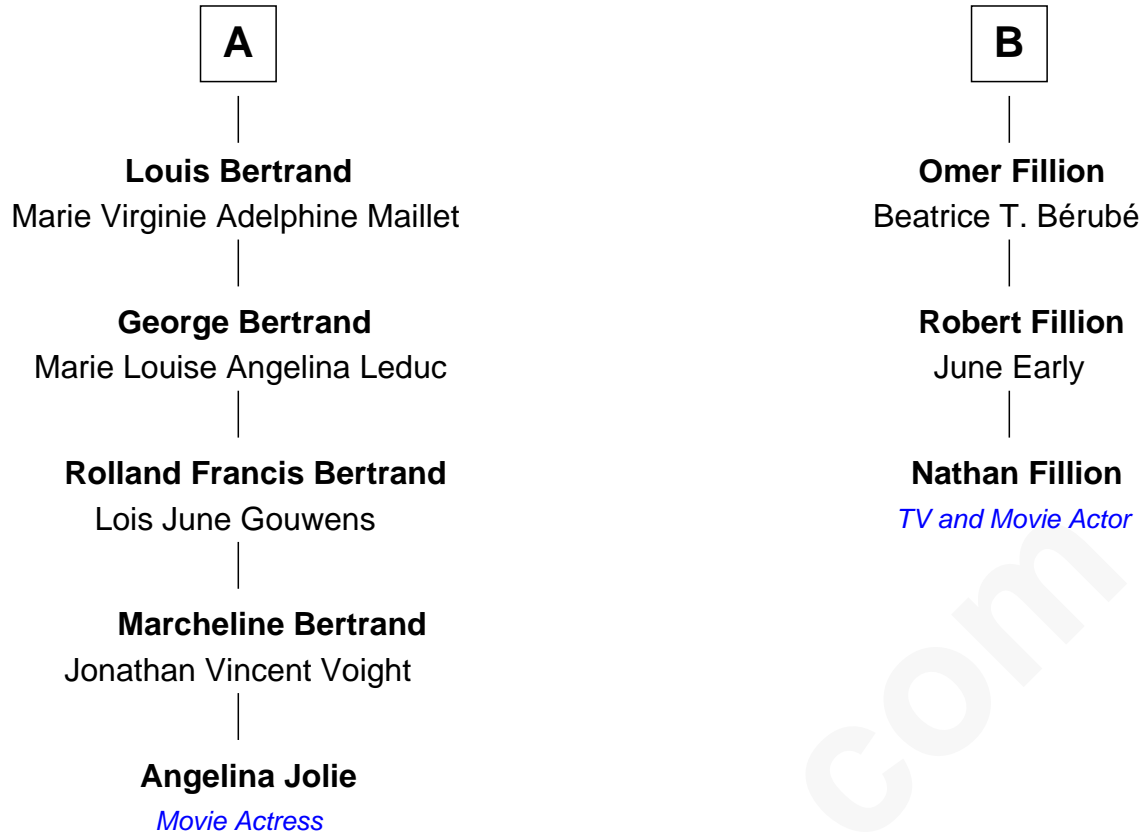 A
Louis Bertrand
Marie Virginie Adelphine Maillet
George Bertrand
Marie Louise Angelina Leduc
Rolland Francis Bertrand
Lois June Gouwens
Marcheline Bertrand
Jonathan Vincent Voight
Angelina Jolie
Movie Actress
B
Omer Fillion
Beatrice T. Bérubé
Robert Fillion
June Early
Nathan Fillion
TV and Movie Actor
com